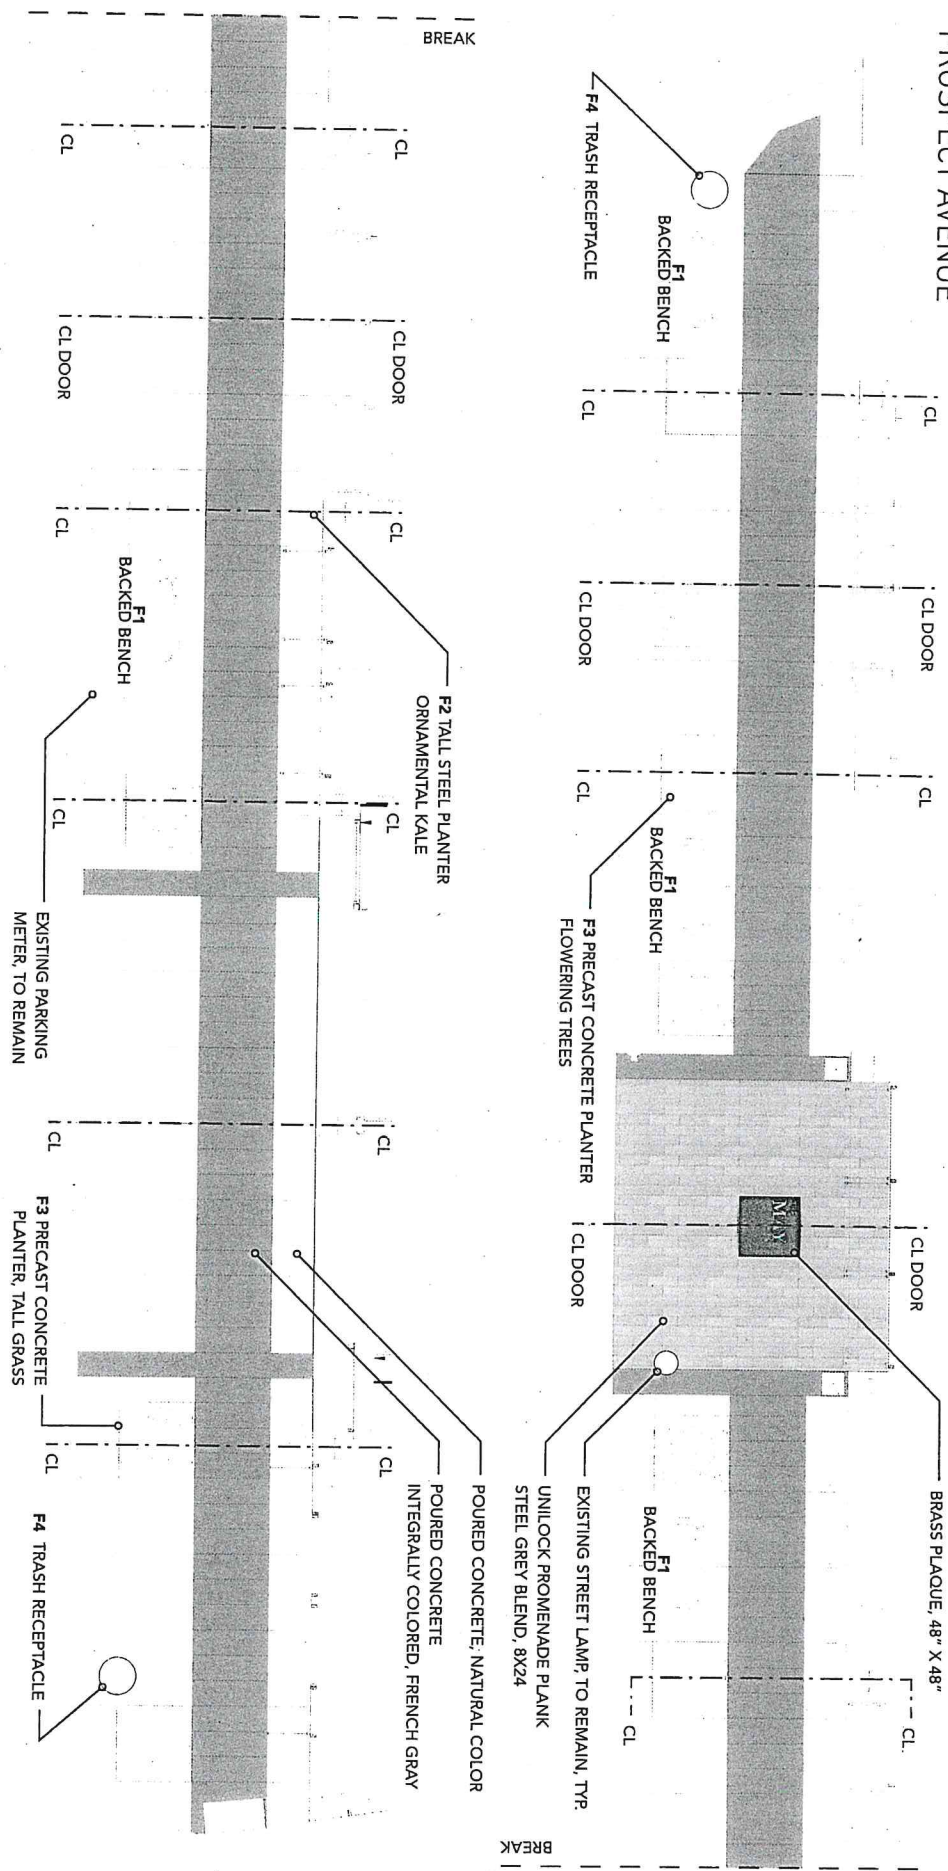 PROSPECT AVENUE
F4 TRASH RECEPTACLE
F1
BACKED BENCH
CL
CL
CL DOOR
CL DOOR
CL
CL
F3 PRECAST CONCRETE PLANTER
FLOWERING TREES
F1
BACKED BENCH
MAY
CL DOOR
CL DOOR
BRASS PLAQUE, 48" X 48"
EXISTING STREET LAMP, TO REMAIN, TYP.
UNILOCK PROMENADE PLANK
STEEL GREY BLEND, 8X24
F1
BACKED BENCH
CL.
CL
BREAK
BREAK
CL
CL
CL DOOR
CL DOOR
CL
CL
F2 TALL STEEL PLANTER
ORNAMENTAL KALE
F1
BACKED BENCH
EXISTING PARKING
METER, TO REMAIN
CL
CL
CL
CL
POURED CONCRETE, NATURAL COLOR
POURED CONCRETE
INTEGRALLY COLORED, FRENCH GRAY
F3 PRECAST CONCRETE
PLANTER, TALL GRASS
CL
CL
F4 TRASH RECEPTACLE